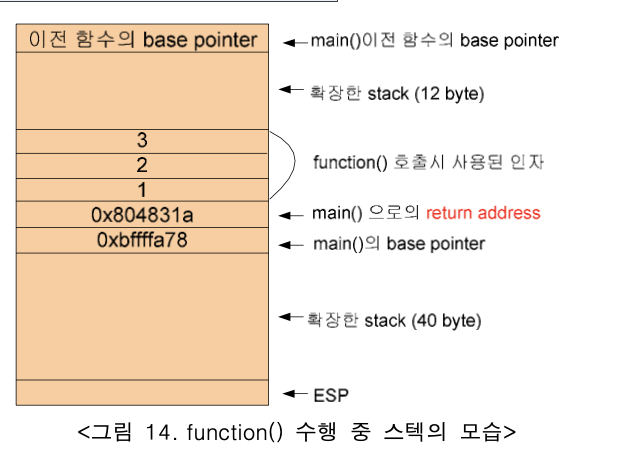 이전 함수의 base pointer
main()이전 함수의 base pointer
확장한 stack (12 byte)
3
2
1
function() 호출시 사용된 인자
0x804831a
main() 으로의 return address
0xbffffa78
main()의 base pointer
확장한 stack (40 byte)
ESP
<그림 14. function() 수행 중 스텍의 모습>